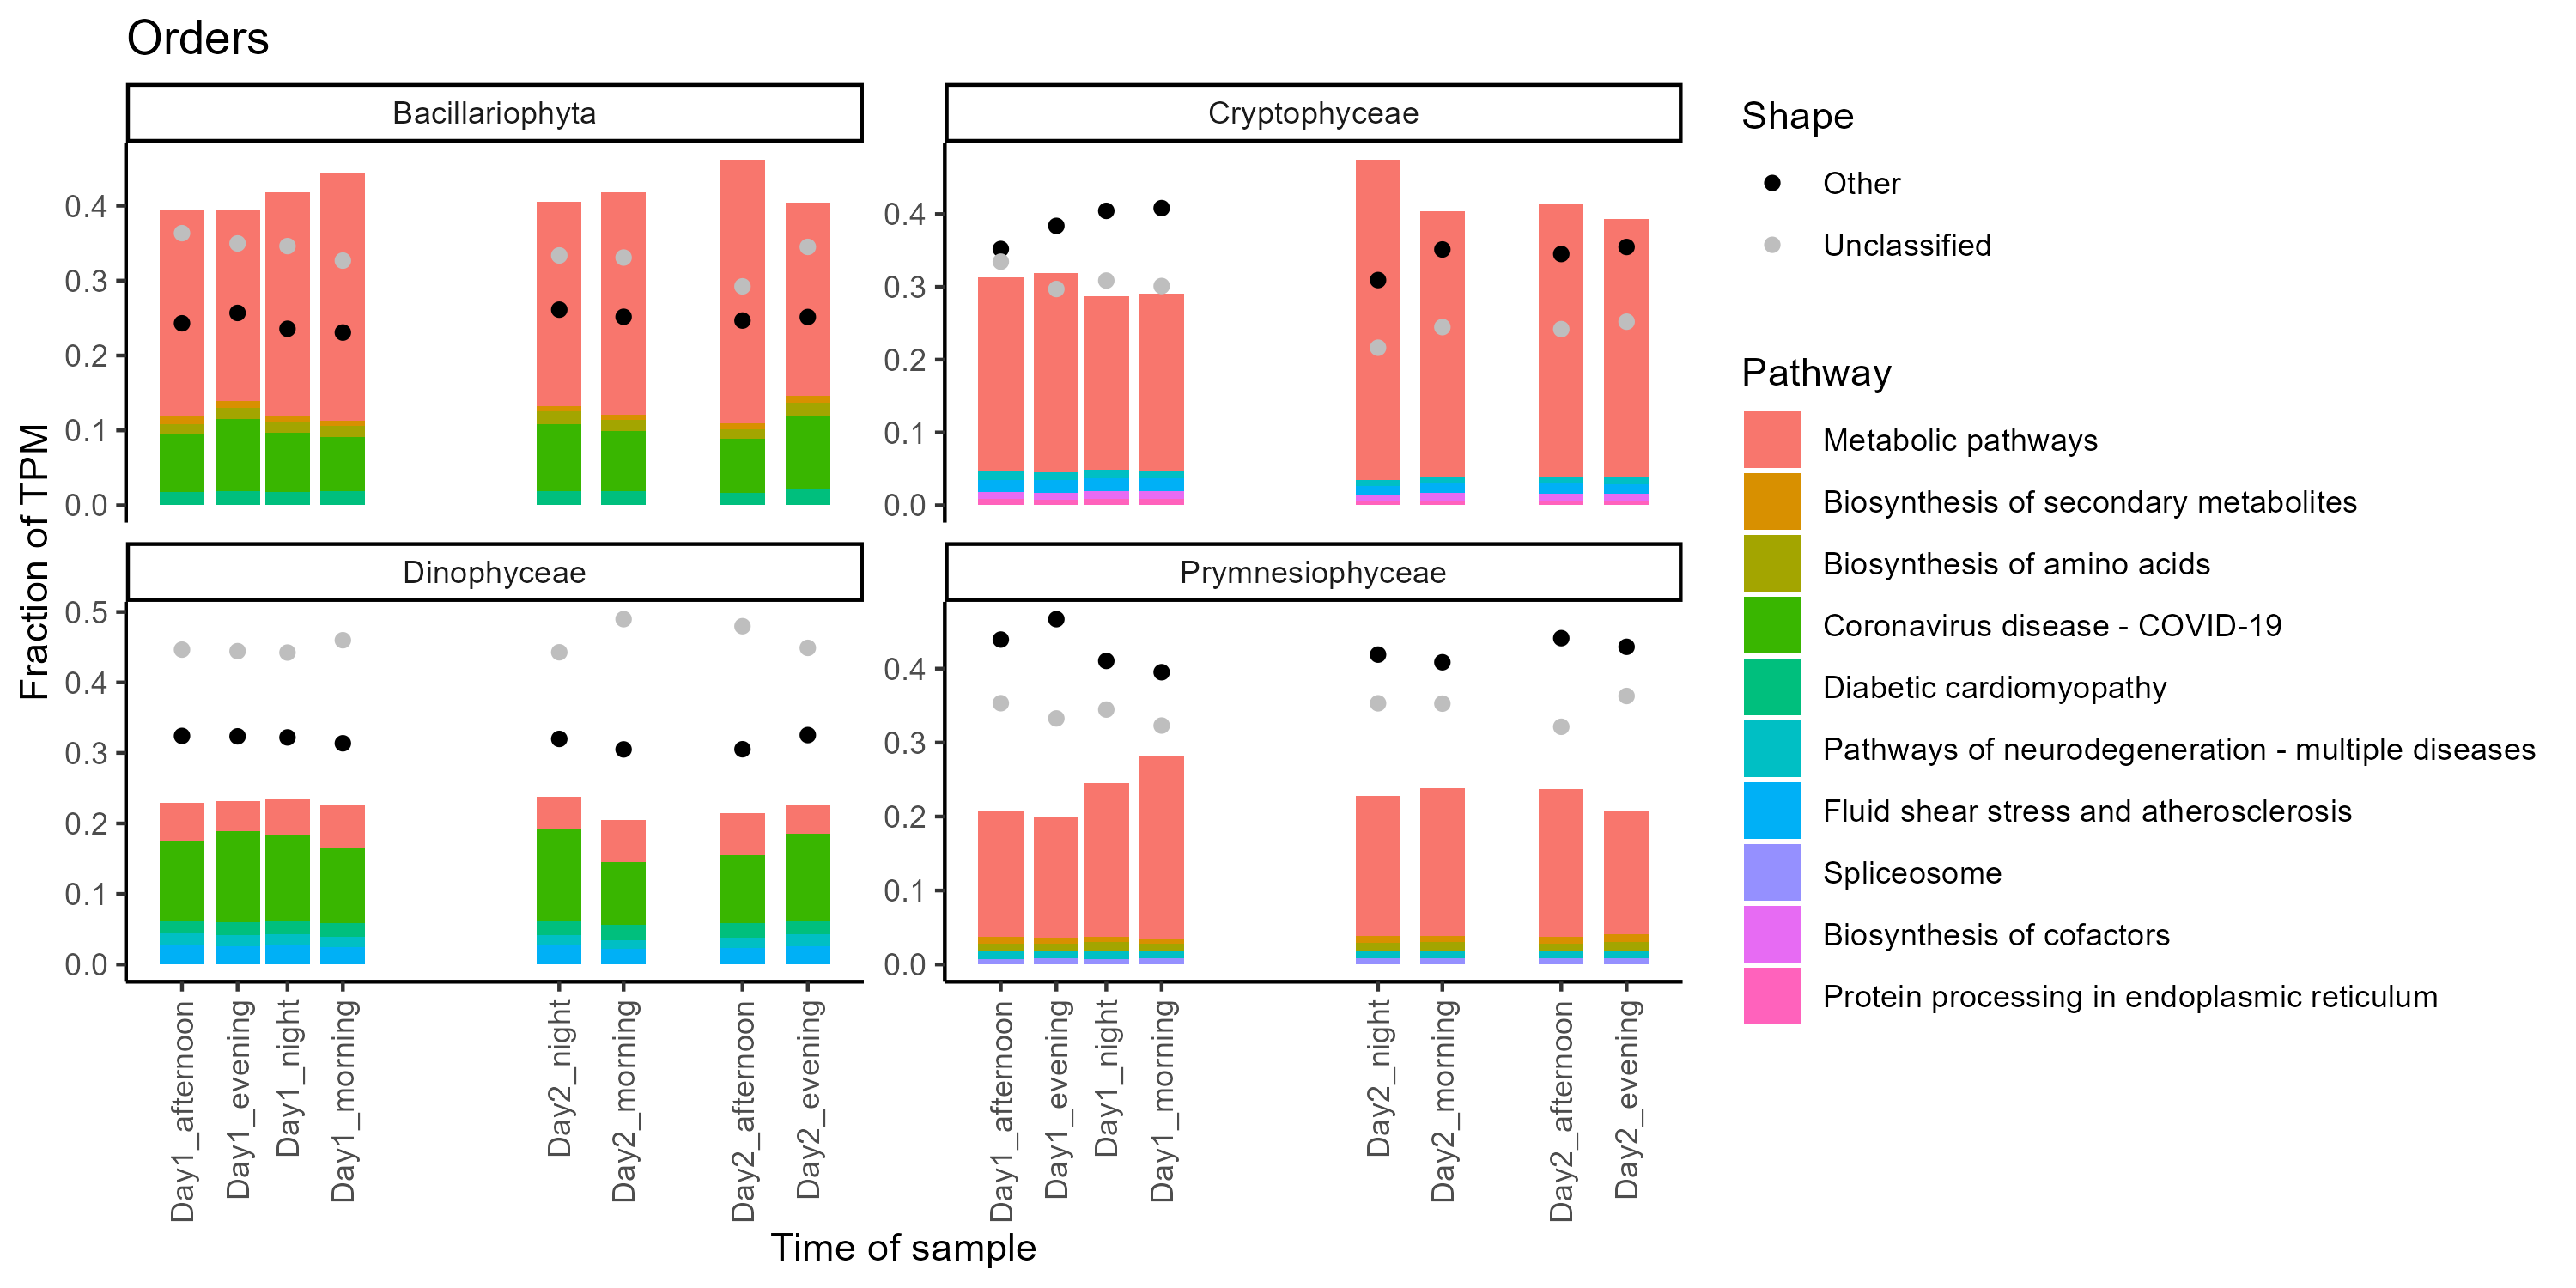 Orders
Bacillariophyta
Cryptophyceae
0.4
0.3
0.2
0.1
0.0
0.4
0.3
0.2
0.1
0.0
Dinophyceae
Prymnesiophyceae
0.5
0.4
0.3
0.2
0.1
0.0
0.4
0.3
0.2
0.1
0.0
Fraction of TPM
Day1_afternoon
Day1_evening
Day1_night
Day1_morning
Day2_night
Day2_morning
Day2_afternoon
Day2_evening
Day1_afternoon
Day1_evening
Day1_night
Day1_morning
Day2_night
Day2_morning
Day2_afternoon
Day2_evening
Time of sample
Shape
Other
Unclassified
Pathway
Metabolic pathways
Biosynthesis of secondary metabolites
Biosynthesis of amino acids
Coronavirus disease - COVID-19
Diabetic cardiomyopathy
Pathways of neurodegeneration - multiple diseases
Fluid shear stress and atherosclerosis
Spliceosome
Biosynthesis of cofactors
Protein processing in endoplasmic reticulum